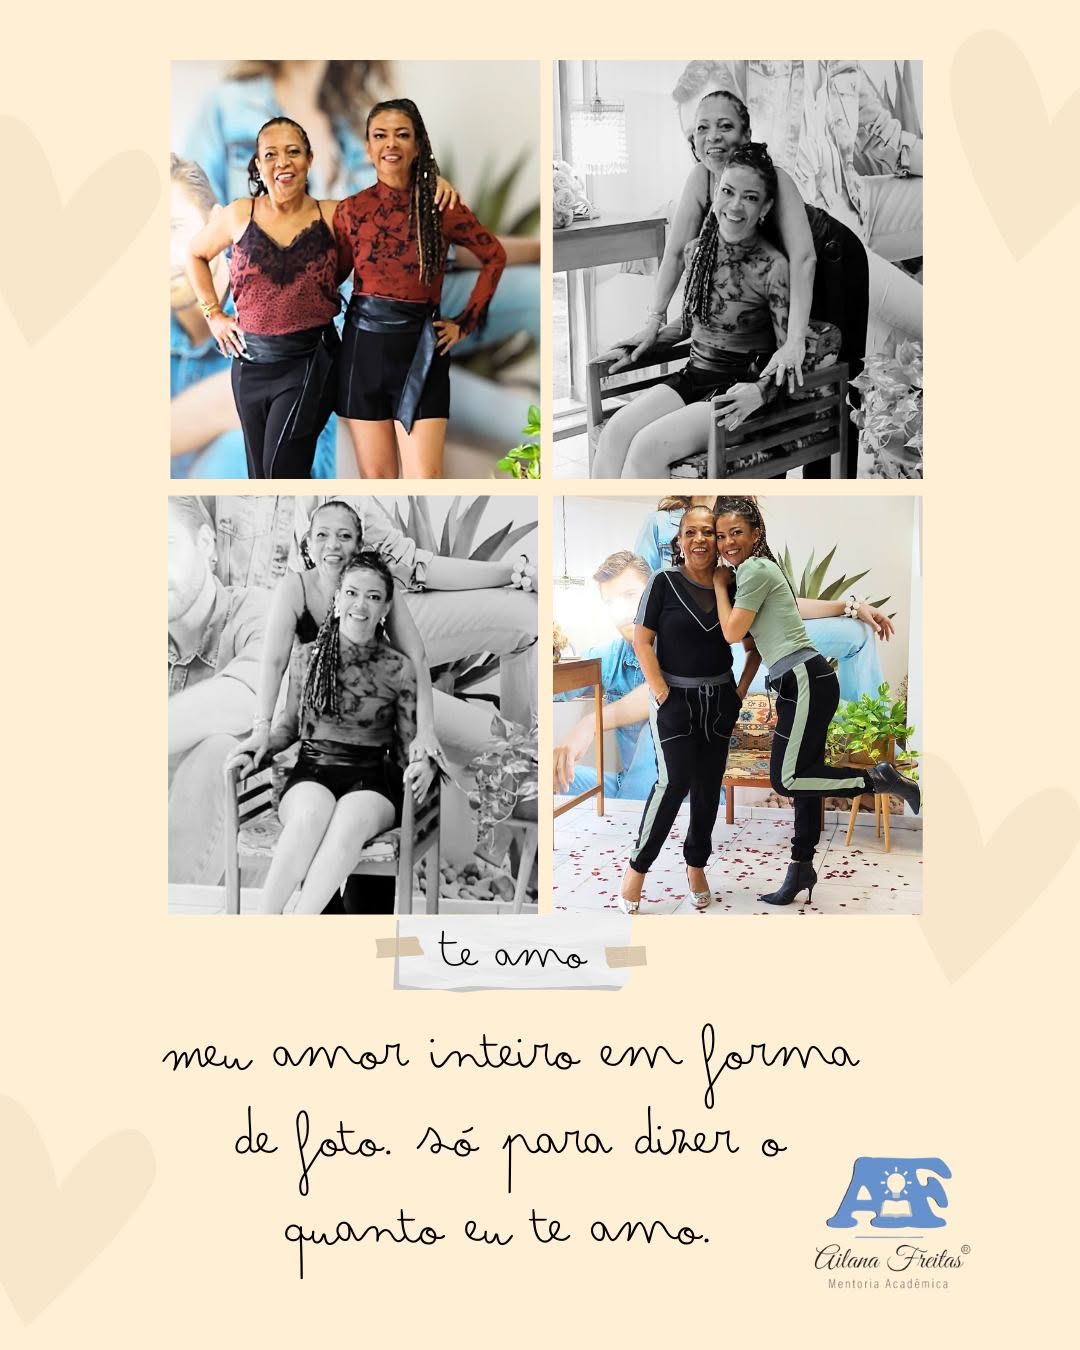 te amo
meu amor inteiro em forma
de foto. só para dizer o
quanto eu te amo.
AF
Ailana Freitas®
Mentoria Acadêmica